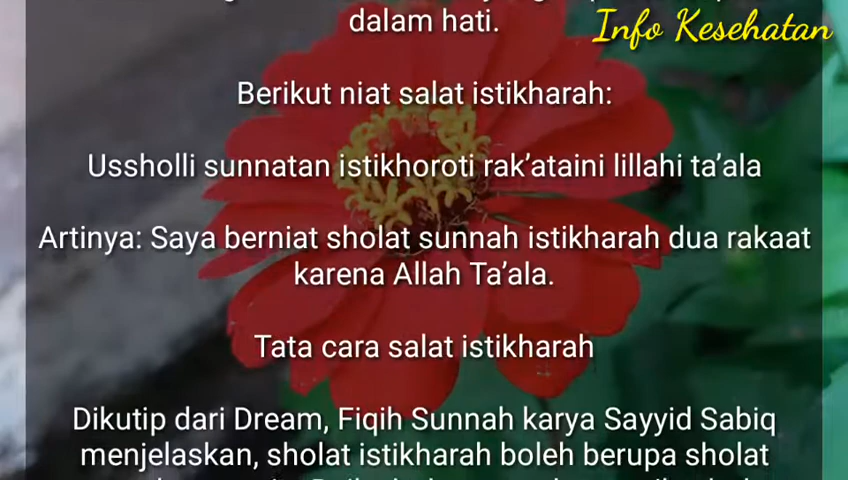 dalam hati.
Info Kesehatan
Berikut niat salat istikharah:
Ussholli sunnatan istikhoroti rak’ataini lillahi ta’ala
Artinya: Saya berniat sholat sunnah istikharah dua rakaat
karena Allah Ta’ala.
Tata cara salat istikharah
Dikutip dari Dream, Fiqih Sunnah karya Sayyid Sabiq
menjelaskan, sholat istikharah boleh berupa sholat